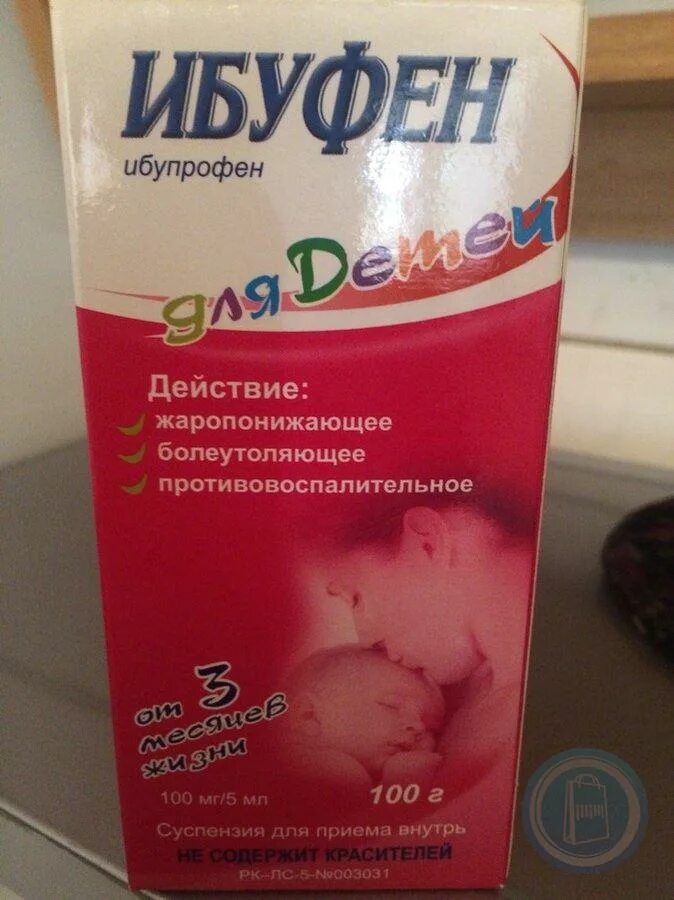 ИБУФЕН
ибупрофен
для Детей
Действие:
жаропонижающее
болеутоляющее
противовоспалительное
от 3
месяцев
жизни
100 мг/5 мл
100 г
Суспензия для приема внутрь
НЕ СОДЕРЖИТ КРАСИТЕЛЕЙ
РК-ЛС-5-№003031